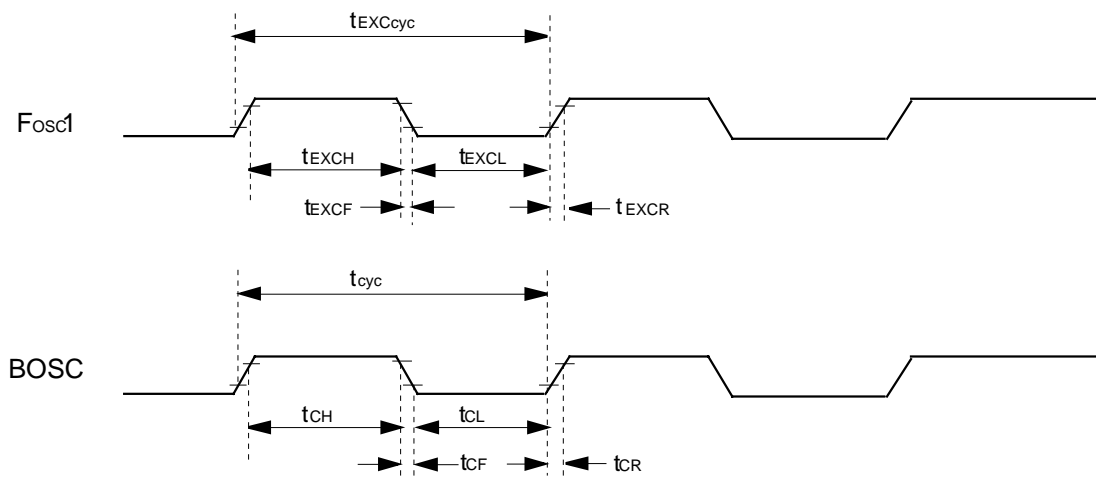 tEXCcyc
FOSC1
tEXCH
tEXCL
tEXCF
tEXCR
tcyc
BOSC
tCH
tCL
tCF
tCR